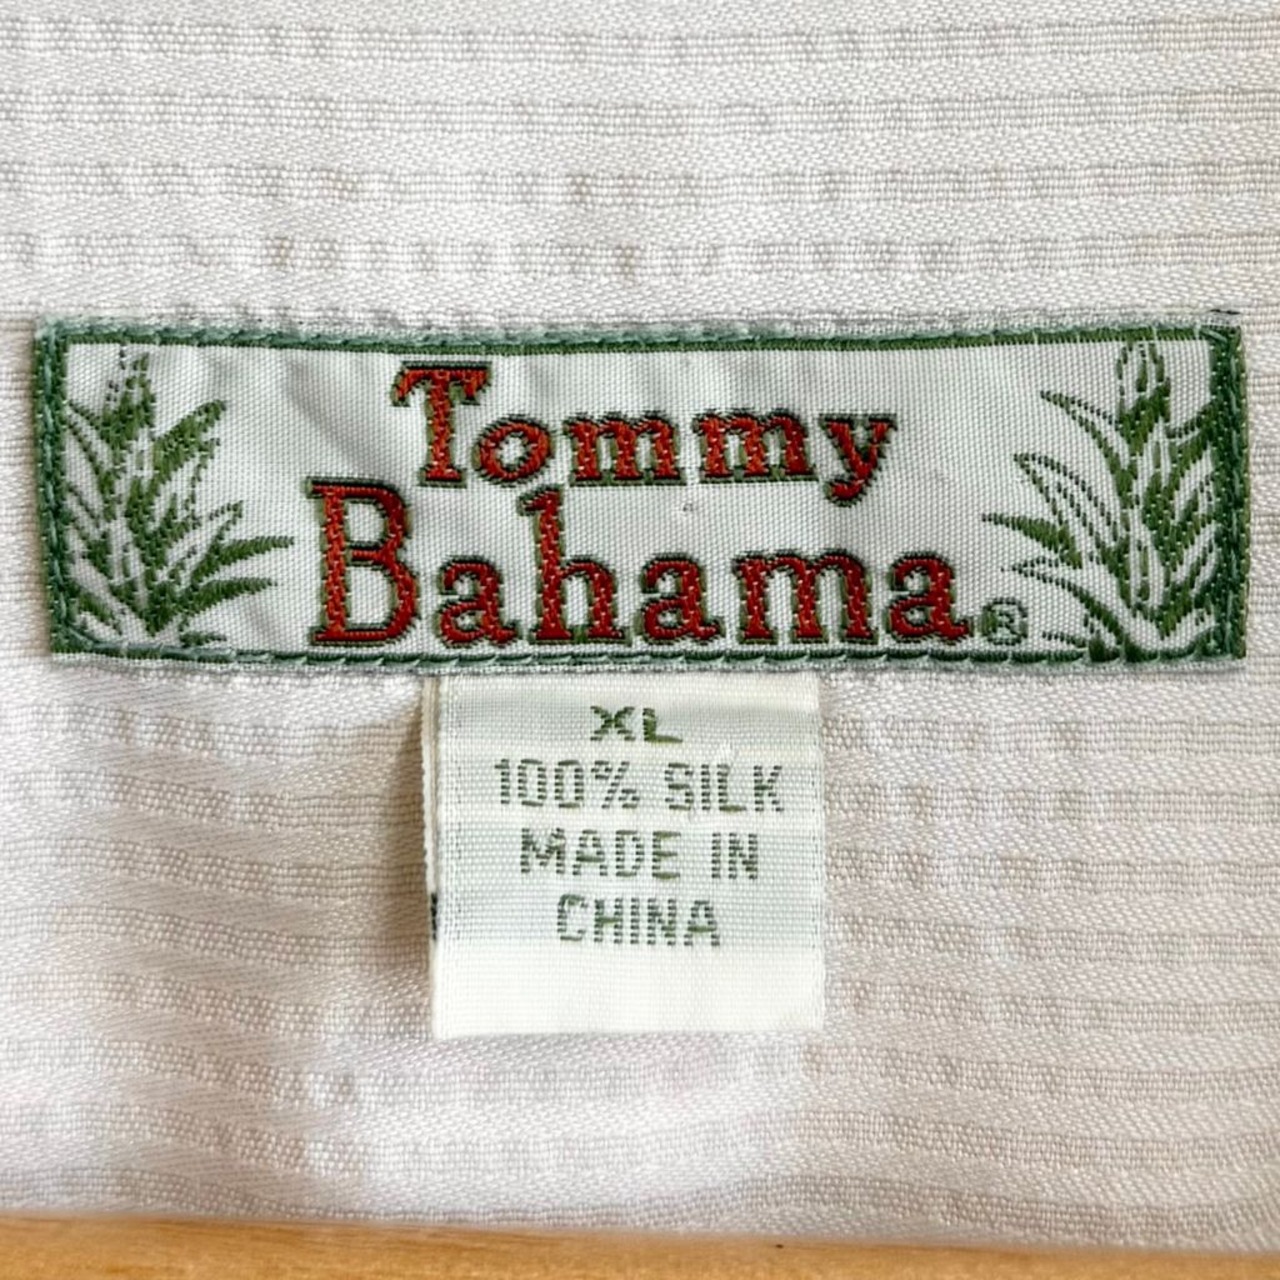 Tommy
Bahama®
XL
100% SILK
MADE IN
CHINA